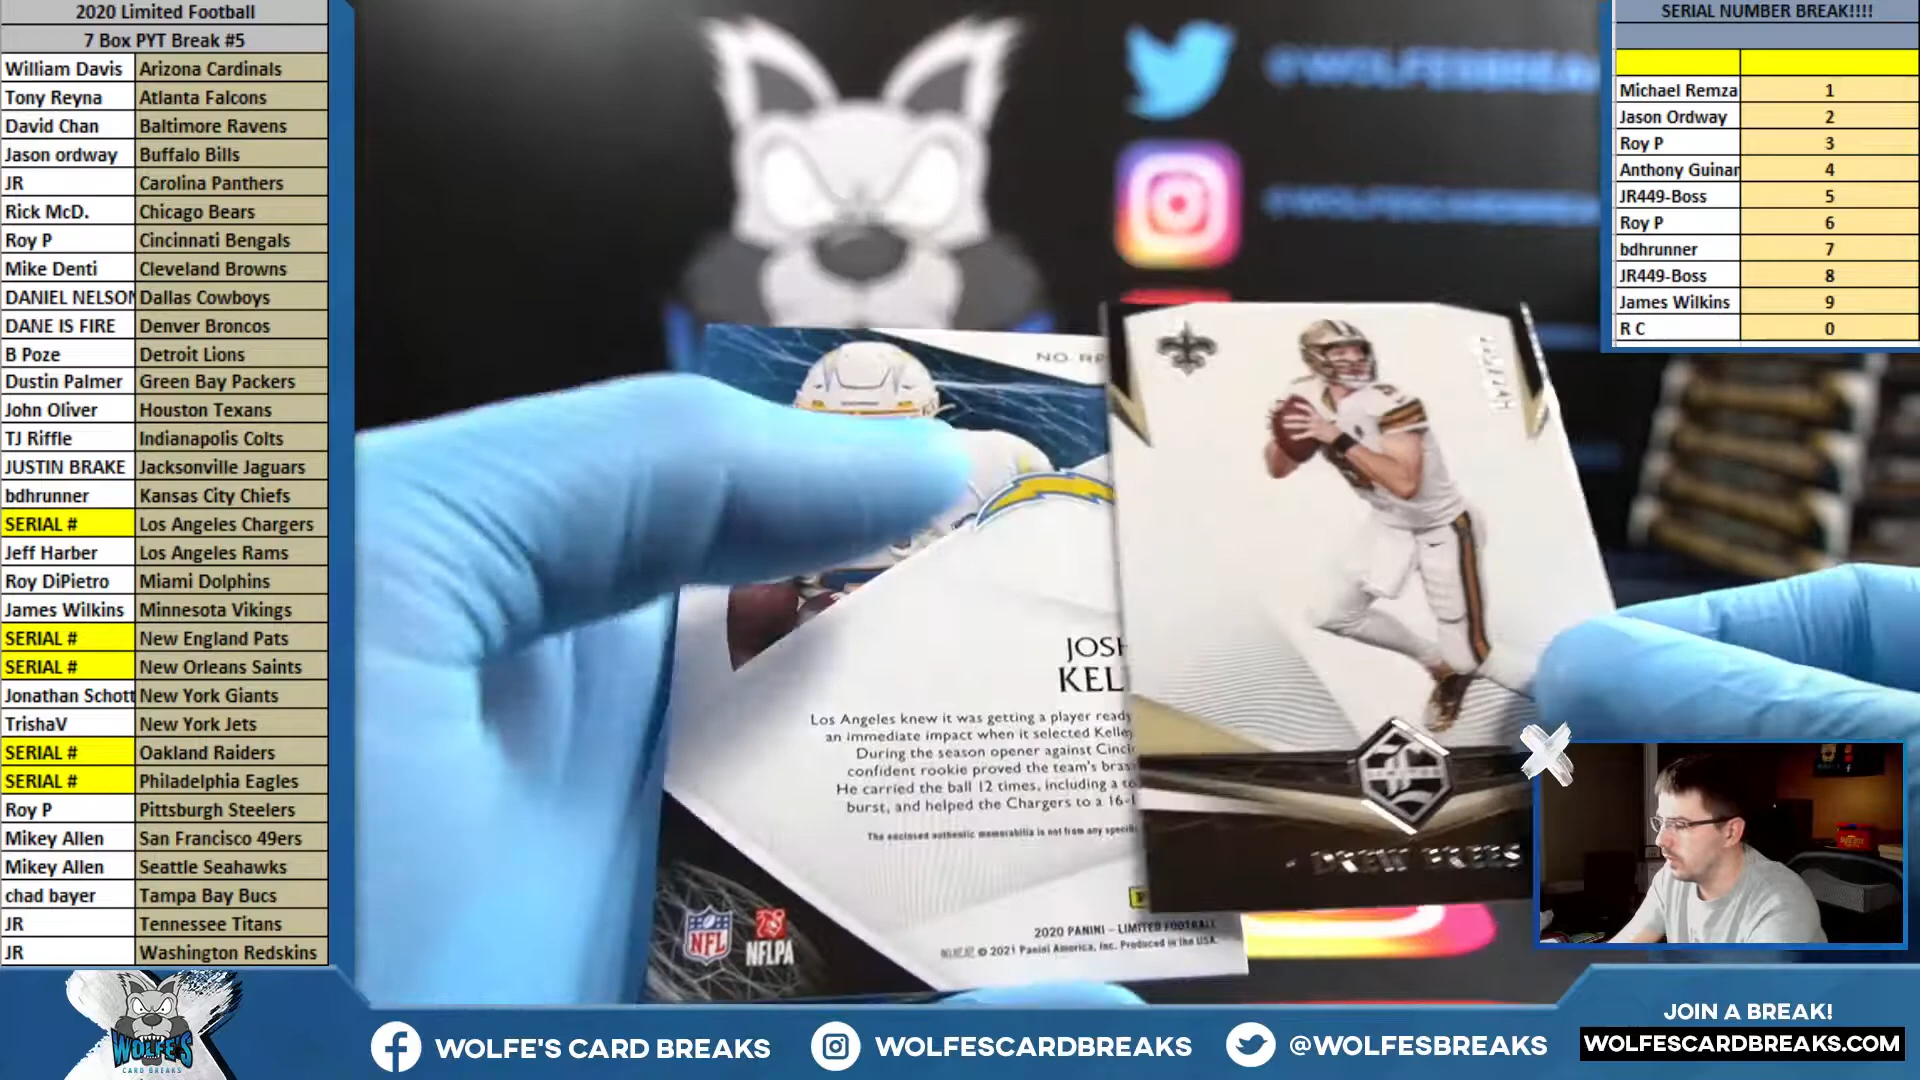 2020 Limited Football
7 Box PYT Break #5
William Davis Arizona Cardinals
Tony Reyna Atlanta Falcons
David Chan Baltimore Ravens
Jason ordway Buffalo Bills
JR Carolina Panthers
Rick McD. Chicago Bears
Roy P Cincinnati Bengals
Mike Denti Cleveland Browns
DANIEL NELSON Dallas Cowboys
DANE IS FIRE Denver Broncos
B Poze Detroit Lions
Dustin Palmer Green Bay Packers
John Oliver Houston Texans
TJ Riffle Indianapolis Colts
JUSTIN BRAKE Jacksonville Jaguars
bdhrunner Kansas City Chiefs
SERIAL # Los Angeles Chargers
Jeff Harber Los Angeles Rams
Roy DiPietro Miami Dolphins
James Wilkins Minnesota Vikings
SERIAL # New England Pats
SERIAL # New Orleans Saints
Jonathan Schott New York Giants
TrishaV New York Jets
SERIAL # Oakland Raiders
SERIAL # Philadelphia Eagles
Roy P Pittsburgh Steelers
Mikey Allen San Francisco 49ers
Mikey Allen Seattle Seahawks
chad bayer Tampa Bay Bucs
JR Tennessee Titans
JR Washington Redskins
SERIAL NUMBER BREAK!!!!
Michael Remza 1
Jason Ordway 2
Roy P 3
Anthony Guinar 4
JR449-Boss 5
Roy P 6
bdhrunner 7
JR449-Boss 8
James Wilkins 9
R C 0
@WOLFESBREA
NO.
JOSH
KEL
Los Angeles knew it was getting a player ready
an immediate impact when it selected Kelley
During the season opener against Cinci
confident rookie proved the team's bras
He carried the ball 12 times, including a
burst, and helped the Chargers to a 16-
The enclosed authentic memorabilia is not from any specifi
NFL
NFLPA
2020 PANINI – LIMITED FOOTBALL
© 2021 Panini America, Inc. Produced in the USA.
DREW BREES
WOLFE'S
CARD BREAKS
WOLFE'S CARD BREAKS
WOLFESCARDBREAKS
@WOLFESBREAKS
JOIN A BREAK!
WOLFESCARDBREAKS.COM